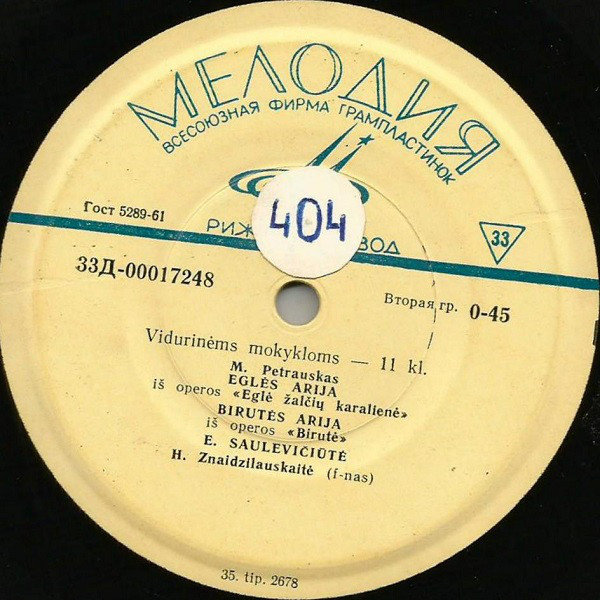 МЕЛОДИЯ
ВСЕСОЮЗНАЯ ФИРМА ГРАМПЛАСТИНОК
404
Гост 5289-61
33
33Д-00017248
Вторая гр. 0-45
Vidurinėms mokykloms — 11 kl.
M. Petrauskas
EGLĖS ARIJA
iš operos «Eglė žalčių karalienė»
BIRUTĖS ARIJA
iš operos «Birutė»
E. SAULEVIČIŪTĖ
H. Znaidzilauskaitė (f-nas)
35. tip. 2678